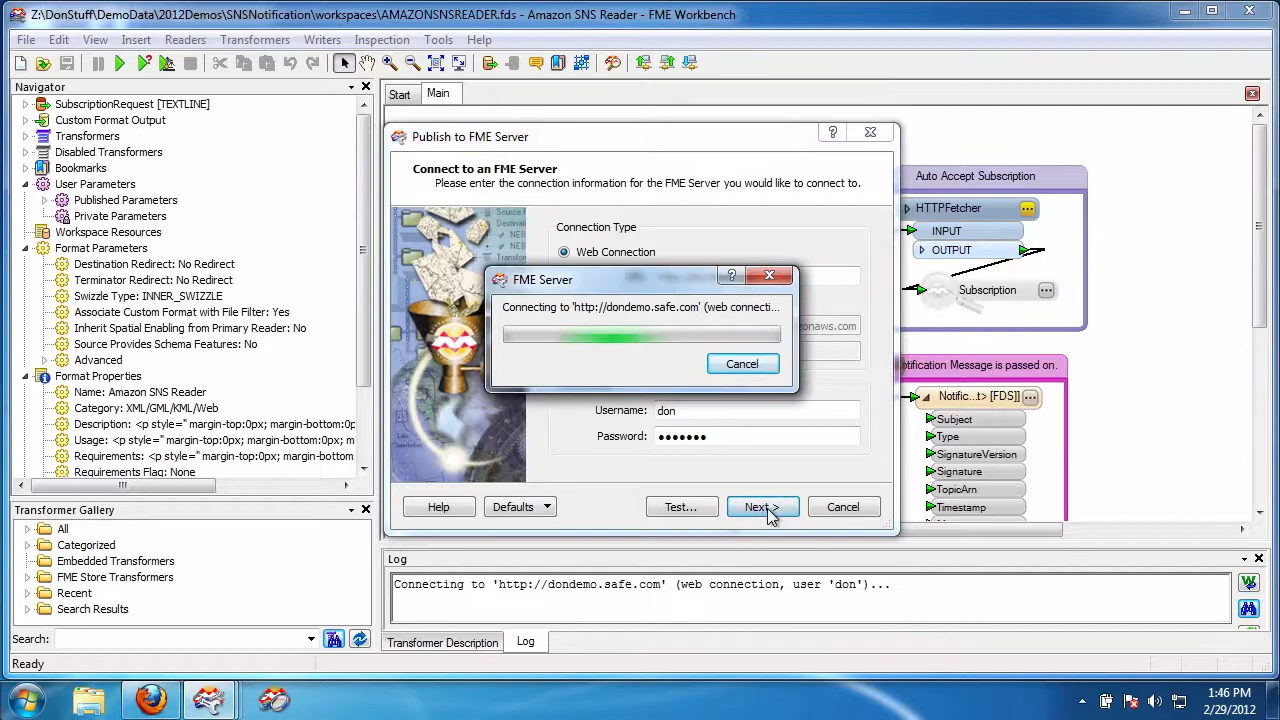 Z:\DonStuff\DemoData\2012Demos\SNSNotification\workspaces\AMAZONSNSREADER.fds - Amazon SNS Reader - FME Workbench
File Edit View Insert Readers Transformers Writers Inspection Tools Help
Navigator
SubscriptionRequest [TEXTLINE]
Custom Format Output
Transformers
Disabled Transformers
Bookmarks
User Parameters
Published Parameters
Private Parameters
Workspace Resources
Format Parameters
Destination Redirect: No Redirect
Terminator Redirect: No Redirect
Swizzle Type: INNER_SWIZZLE
Associate Custom Format with File Filter: Yes
Inherit Spatial Enabling from Primary Reader: No
Source Provides Schema Features: No
Advanced
Format Properties
Name: Amazon SNS Reader
Category: XML/GML/KML/Web
Description: <p style=" margin-top:0px; margin-bottom
Usage: <p style=" margin-top:0px; margin-bottom:0
Requirements: <p style=" margin-top:0px; margin-bottom
Requirements Flag: None
Transformer Gallery
All
Categorized
Embedded Transformers
FME Store Transformers
Recent
Search Results
Search:
Start Main
Publish to FME Server
Connect to an FME Server
Please enter the connection information for the FME Server you would like to connect to.
Connection Type
Web Connection
zonaws.com
FME Server
Connecting to 'http://dondemo.safe.com' (web connecti...
Cancel
Username: don
Password: ●●●●●●●
Help Defaults Test... Next > Cancel
Auto Accept Subscription
HTTPFetcher
INPUT
OUTPUT
Subscription
otification Message is passed on.
Notific...t> [FDS]]
Subject
Type
SignatureVersion
Signature
TopicArn
Timestamp
Log
Connecting to 'http://dondemo.safe.com' (web connection, user 'don')...
Transformer Description Log
Ready
1:46 PM
2/29/2012